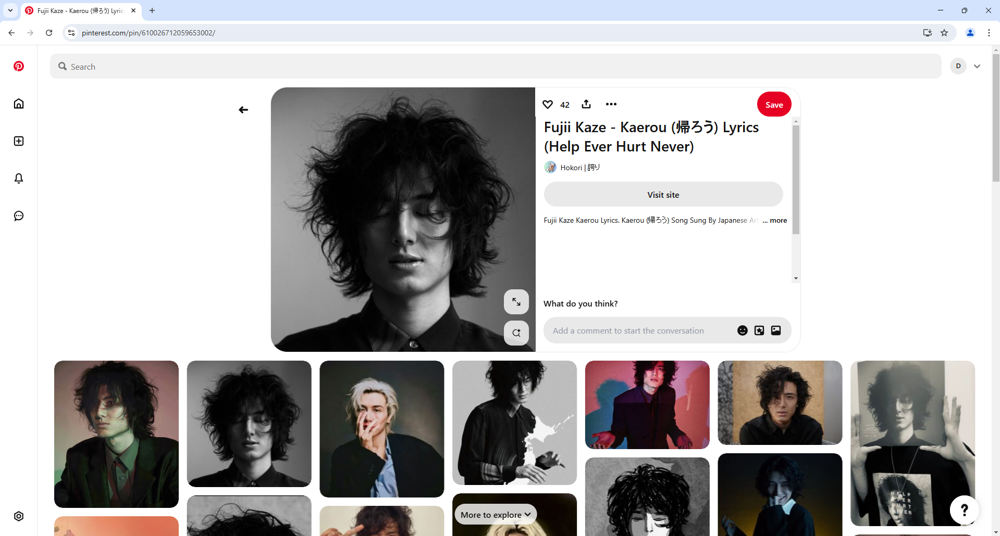 Fujii Kaze - Kaerou (帰ろう) Lyric
pinterest.com/pin/610026712059653002/
Search
D
42
Save
Fujii Kaze - Kaerou (帰ろう) Lyrics
(Help Ever Hurt Never)
Hokori | 誇り
Visit site
Fujii Kaze Kaerou Lyrics. Kaerou (帰ろう) Song Sung By Japanese Art ... more
What do you think?
Add a comment to start the conversation
HELP
EVER
HURT
NEVER
More to explore
?